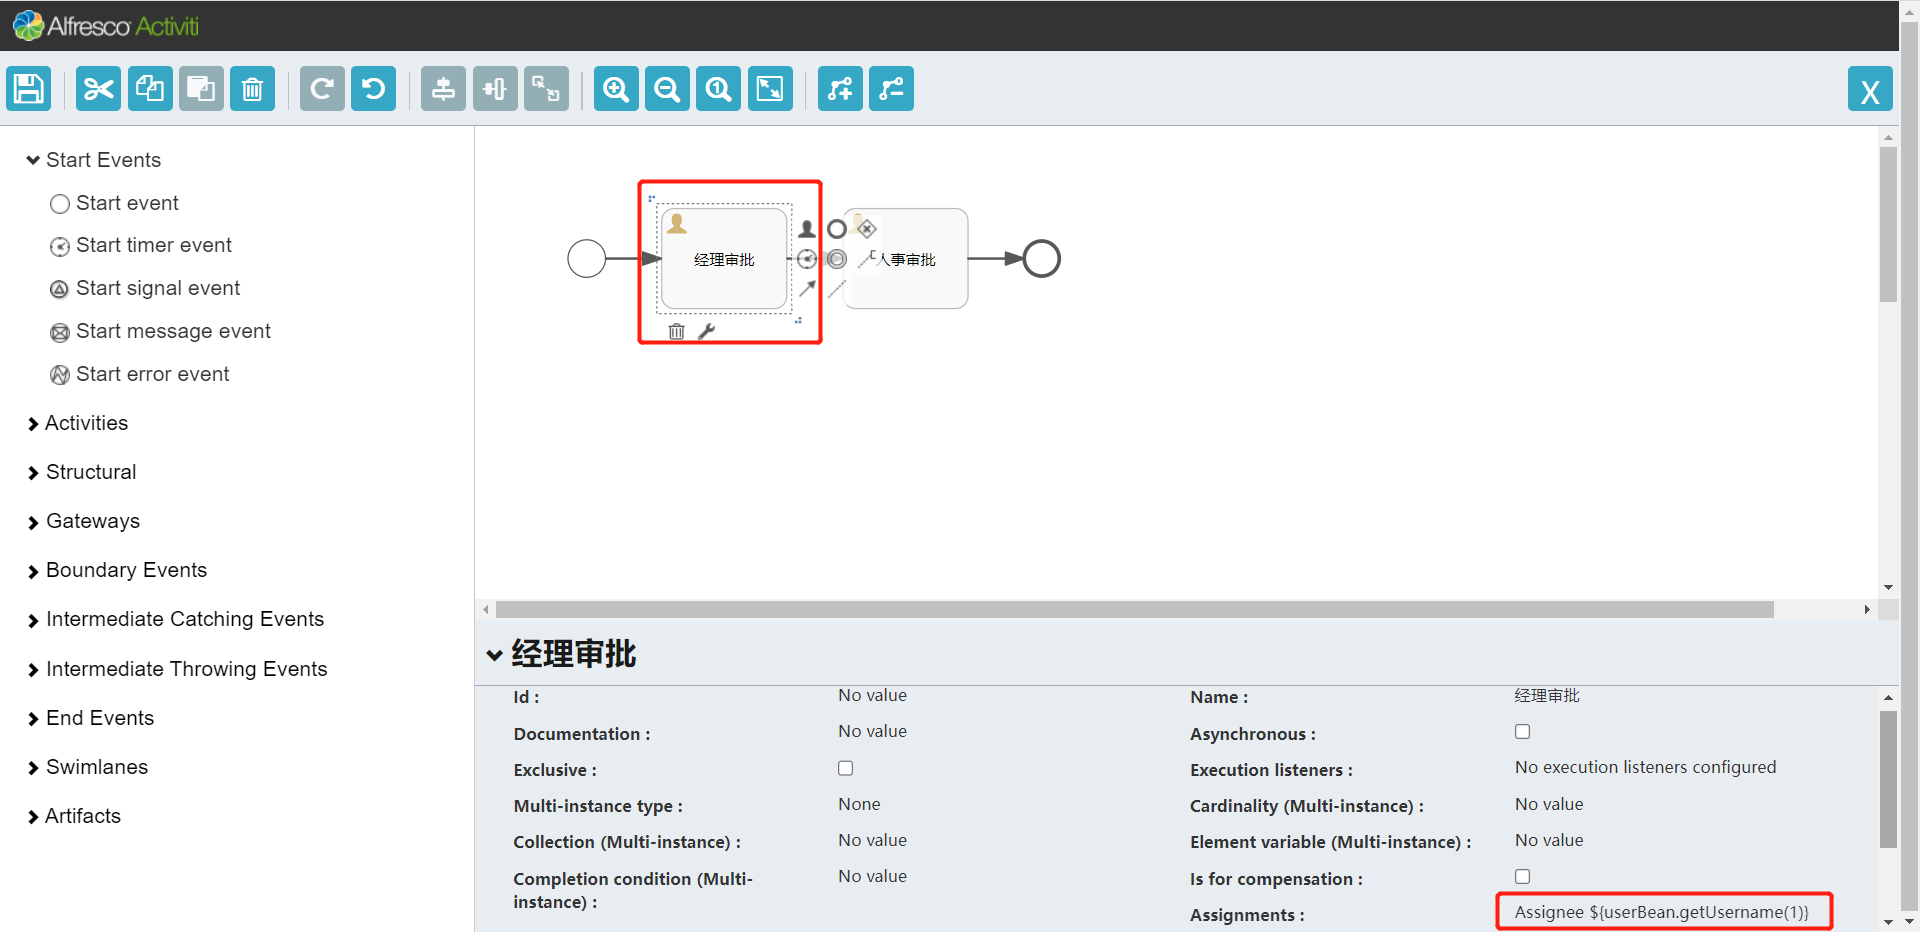 Alfresco Activiti
X
Start Events
Start event
Start timer event
Start signal event
Start message event
Start error event
Activities
Structural
Gateways
Boundary Events
Intermediate Catching Events
Intermediate Throwing Events
End Events
Swimlanes
Artifacts
经理审批
人事审批
经理审批
Id : No value Name : 经理审批
Documentation : No value Asynchronous :
Exclusive : Execution listeners : No execution listeners configured
Multi-instance type : None Cardinality (Multi-instance) : No value
Collection (Multi-instance) : No value Element variable (Multi-instance) : No value
Completion condition (Multi- No value Is for compensation :
instance) :
Assignments : Assignee ${userBean.getUsername(1)}